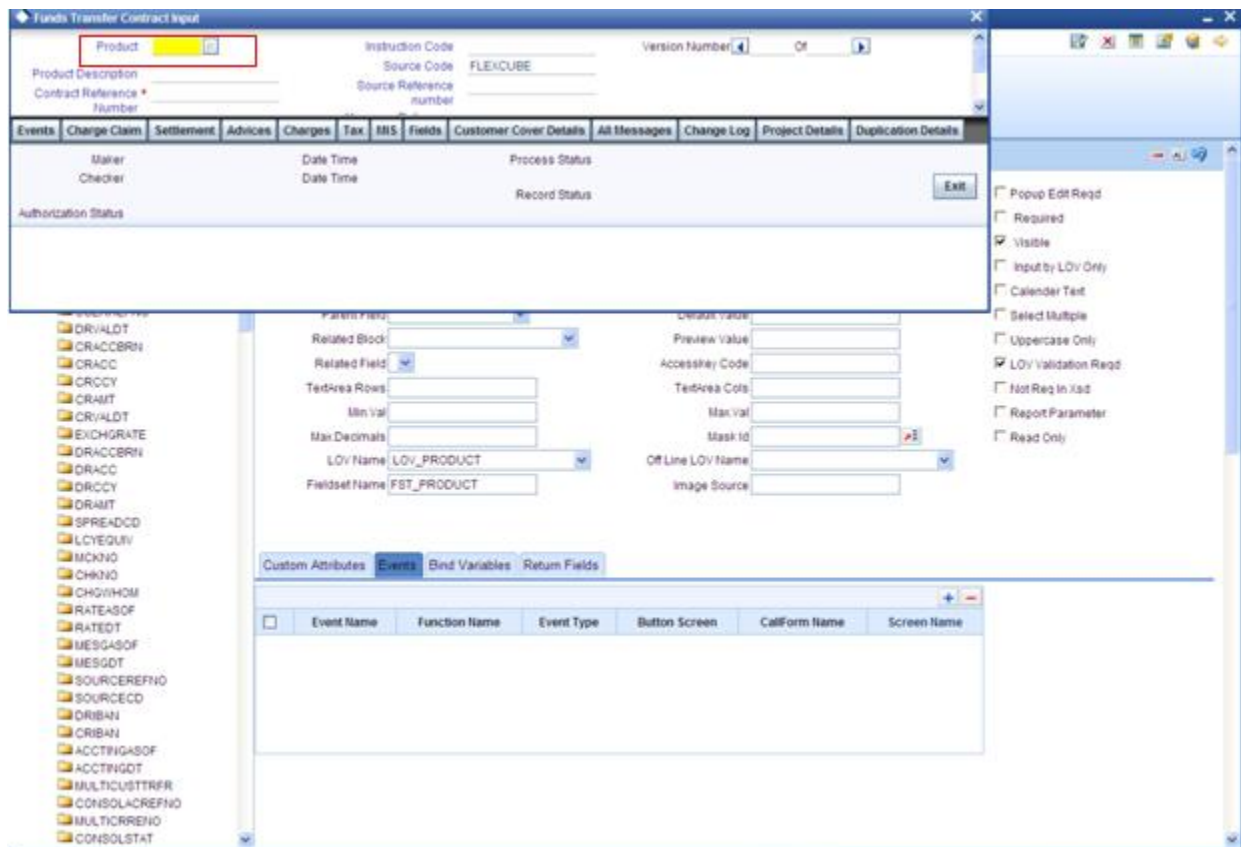 Funds Transfer Contract Input
Product
Instruction Code
Version Number
Of
Product Description
Source Code FLEXCUBE
Contract Reference *
Number
Source Reference
number
Events Charge Claim Settlement Advices Charges Tax MIS Fields Customer Cover Details All Messages Change Log Project Details Duplication Details
Maker
Date Time
Process Status
Checker
Date Time
Record Status
Exit
Authorization Status
Popup Edit Reqd
Required
Visible
Input by LOV Only
Calender Text
Select Multiple
Uppercase Only
LOV Validation Reqd
Not Req In Xsd
Report Parameter
Read Only
DRVALDT
CRACCBRN
CRACC
CRCCY
CRAMT
CRVALDT
EXCHGRATE
DRACCBRN
DRACC
DRCCY
DRAMT
SPREADCD
LCYEQUIV
MCKNO
CHKNO
CHGWHOM
RATEASOF
RATEDT
MESGASOF
MESGDT
SOURCEREFNO
SOURCECD
DRIBAN
CRIBAN
ACCTINGASOF
ACCTINGDT
MULTICUSTTRFR
CONSOLACREFNO
MULTICRRENO
CONSOLSTAT
Parent Field
Default Value
Related Block
Preview Value
Related Field
Accesskey Code
TextArea Rows
TextArea Cols
Min Val
Max Val
Max Decimals
Mask Id
LOV Name LOV_PRODUCT
Off Line LOV Name
Fieldset Name FST_PRODUCT
Image Source
Custom Attributes Events Bind Variables Return Fields
Event Name Function Name Event Type Button Screen CallForm Name Screen Name